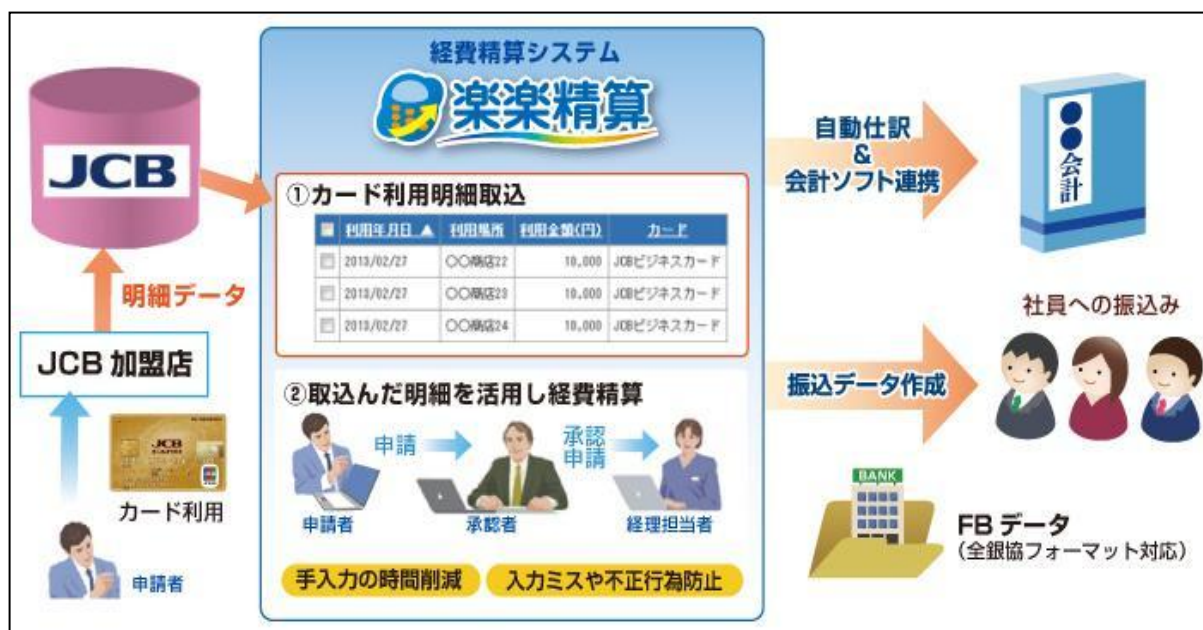 JCB
明細データ
JCB 加盟店
JCB
CARD
カード利用
申請者
経費精算システム
楽楽精算
①カード利用明細取込
利用年月日 ▲ 利用場所 利用金額(円) カード
2013/02/27 〇〇商店22 10,000 JCBビジネスカード
2013/02/27 〇〇商店23 10,000 JCBビジネスカード
2013/02/27 〇〇商店24 10,000 JCBビジネスカード
②取込んだ明細を活用し経費精算
申請
承認
申請
申請者
承認者
経理担当者
手入力の時間削減
入力ミスや不正行為防止
自動仕訳
&
会計ソフト連携
●●会計
社員への振込み
振込データ作成
BANK
FB データ
(全銀協フォーマット対応)